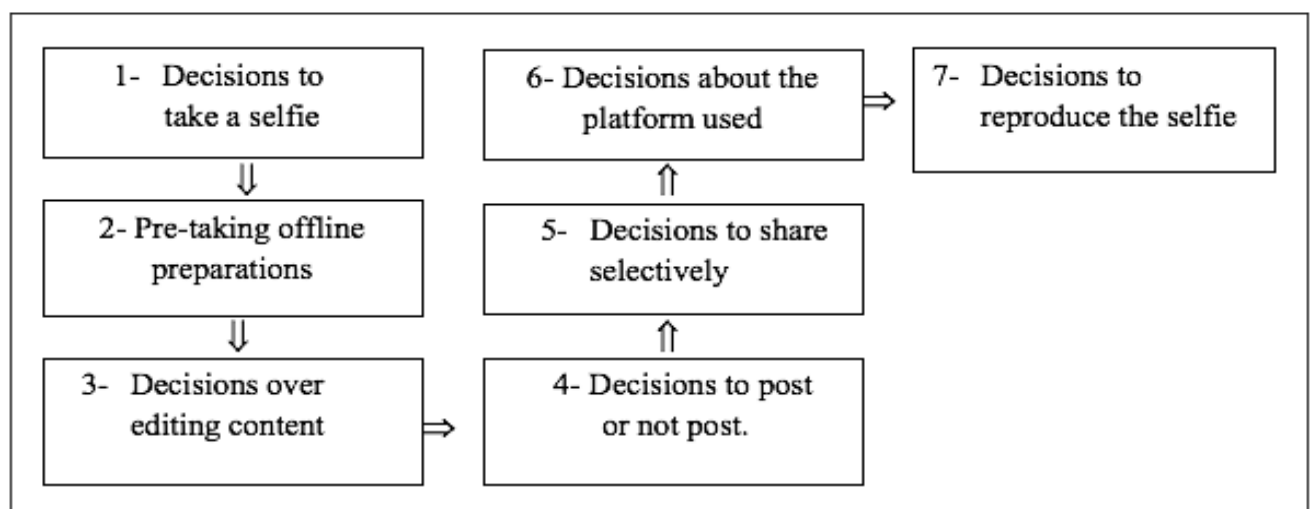 1- Decisions to
take a selfie
2- Pre-taking offline
preparations
3- Decisions over
editing content
4- Decisions to post
or not post.
5- Decisions to share
selectively
6- Decisions about the
platform used
7- Decisions to
reproduce the selfie